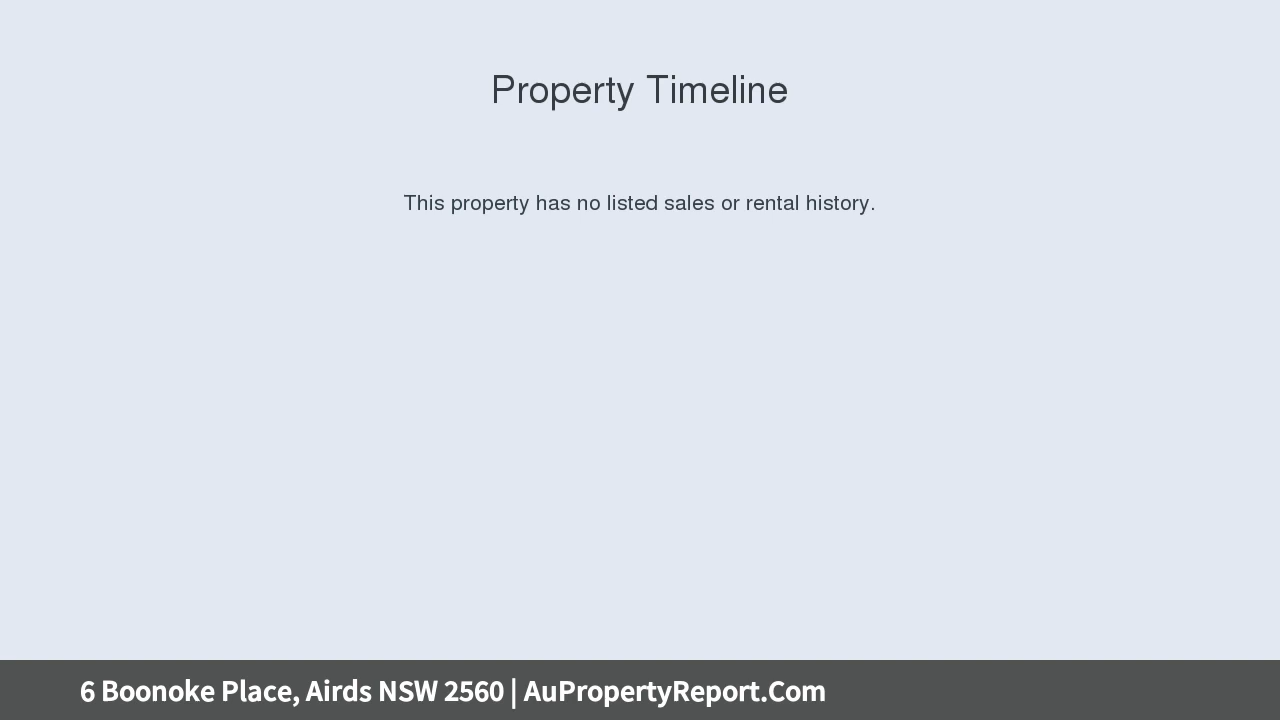 Property Timeline
This property has no listed sales or rental history.
6 Boonoke Place, Airds NSW 2560 | AuPropertyReport.Com